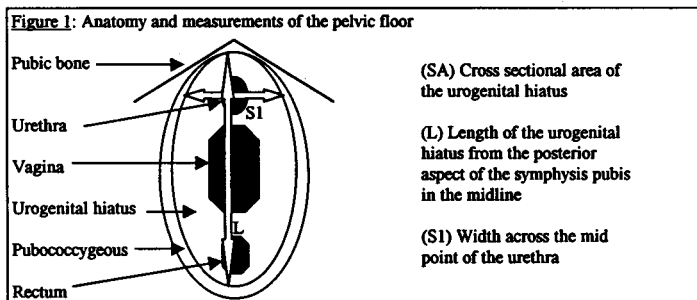 Figure 1: Anatomy and measurements of the pelvic floor
Pubic bone
Urethra
Vagina
Urogenital hiatus
Pubococcygeous
Rectum
S1
L
(SA) Cross sectional area of
the urogenital hiatus
(L) Length of the urogenital
hiatus from the posterior
aspect of the symphysis pubis
in the midline
(S1) Width across the mid
point of the urethra